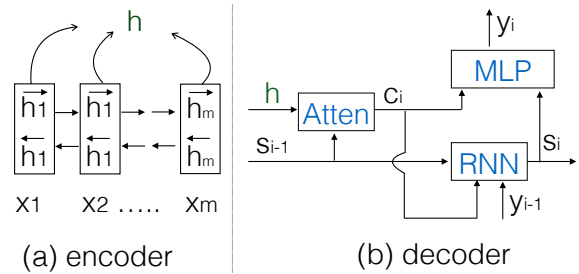 h
h1 h1 hm
h1 h1 hm
X1 X2 ..... Xm
(a) encoder
yi
MLP
h Atten ci
si-1 RNN si
yi-1
(b) decoder